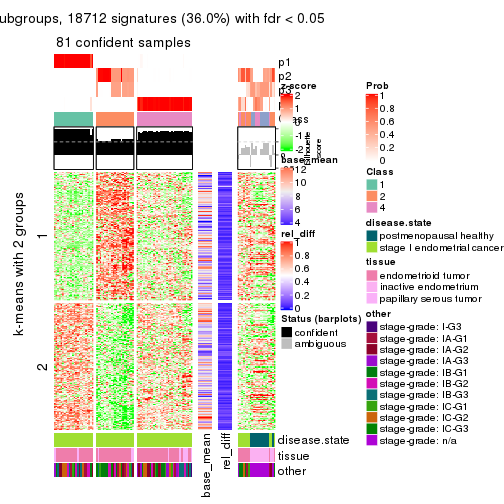 ubgroups, 18712 signatures (36.0%) with fdr < 0.05
81 confident samples
p1
p2
p3
z-score
2
1
0
-2
silhouette
score
base_mean
12
10
8
6
4
rel_diff
1
0.8
0.6
0.4
0.2
0
Status (barplots)
confident
ambiguous
Prob
1
0.8
0.6
0.4
0.2
0
Class
1
2
4
disease.state
postmenopausal healthy
stage I endometrial cancer
tissue
endometrioid tumor
inactive endometrium
papillary serous tumor
other
stage-grade: I-G3
stage-grade: IA-G1
stage-grade: IA-G2
stage-grade: IA-G3
stage-grade: IB-G1
stage-grade: IB-G2
stage-grade: IB-G3
stage-grade: IC-G1
stage-grade: IC-G2
stage-grade: IC-G3
stage-grade: n/a
k-means with 2 groups
1
2
disease.state
tissue
other
base_mean
rel_diff